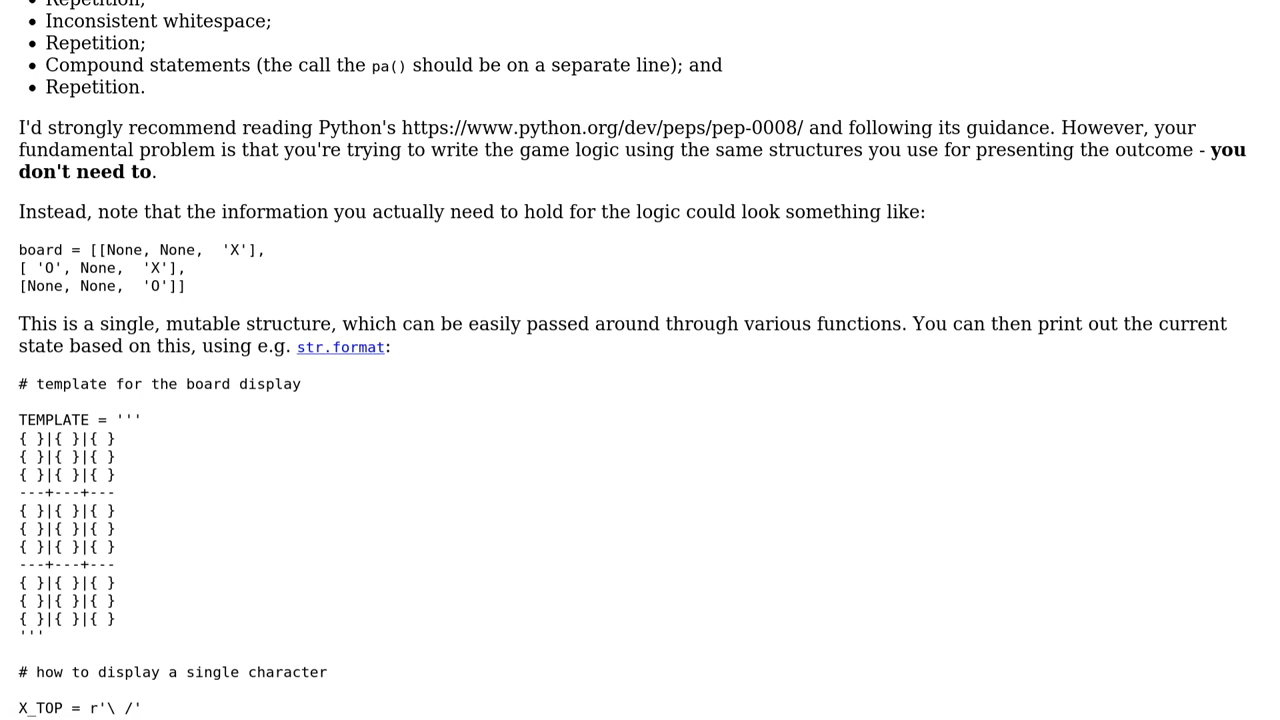 Repetition;
Inconsistent whitespace;
Repetition;
Compound statements (the call the pa() should be on a separate line); and
Repetition.
I'd strongly recommend reading Python's https://www.python.org/dev/peps/pep-0008/ and following its guidance. However, your
fundamental problem is that you're trying to write the game logic using the same structures you use for presenting the outcome - you
don't need to.
Instead, note that the information you actually need to hold for the logic could look something like:
board = [[None, None,  'X'],
[ 'O', None,  'X'],
[None, None,  'O']]
This is a single, mutable structure, which can be easily passed around through various functions. You can then print out the current
state based on this, using e.g. str.format:
# template for the board display
TEMPLATE = '''
{ }|{ }|{ }
{ }|{ }|{ }
{ }|{ }|{ }
---+---+---
{ }|{ }|{ }
{ }|{ }|{ }
{ }|{ }|{ }
---+---+---
{ }|{ }|{ }
{ }|{ }|{ }
{ }|{ }|{ }
'''
# how to display a single character
X_TOP = r'\ /'